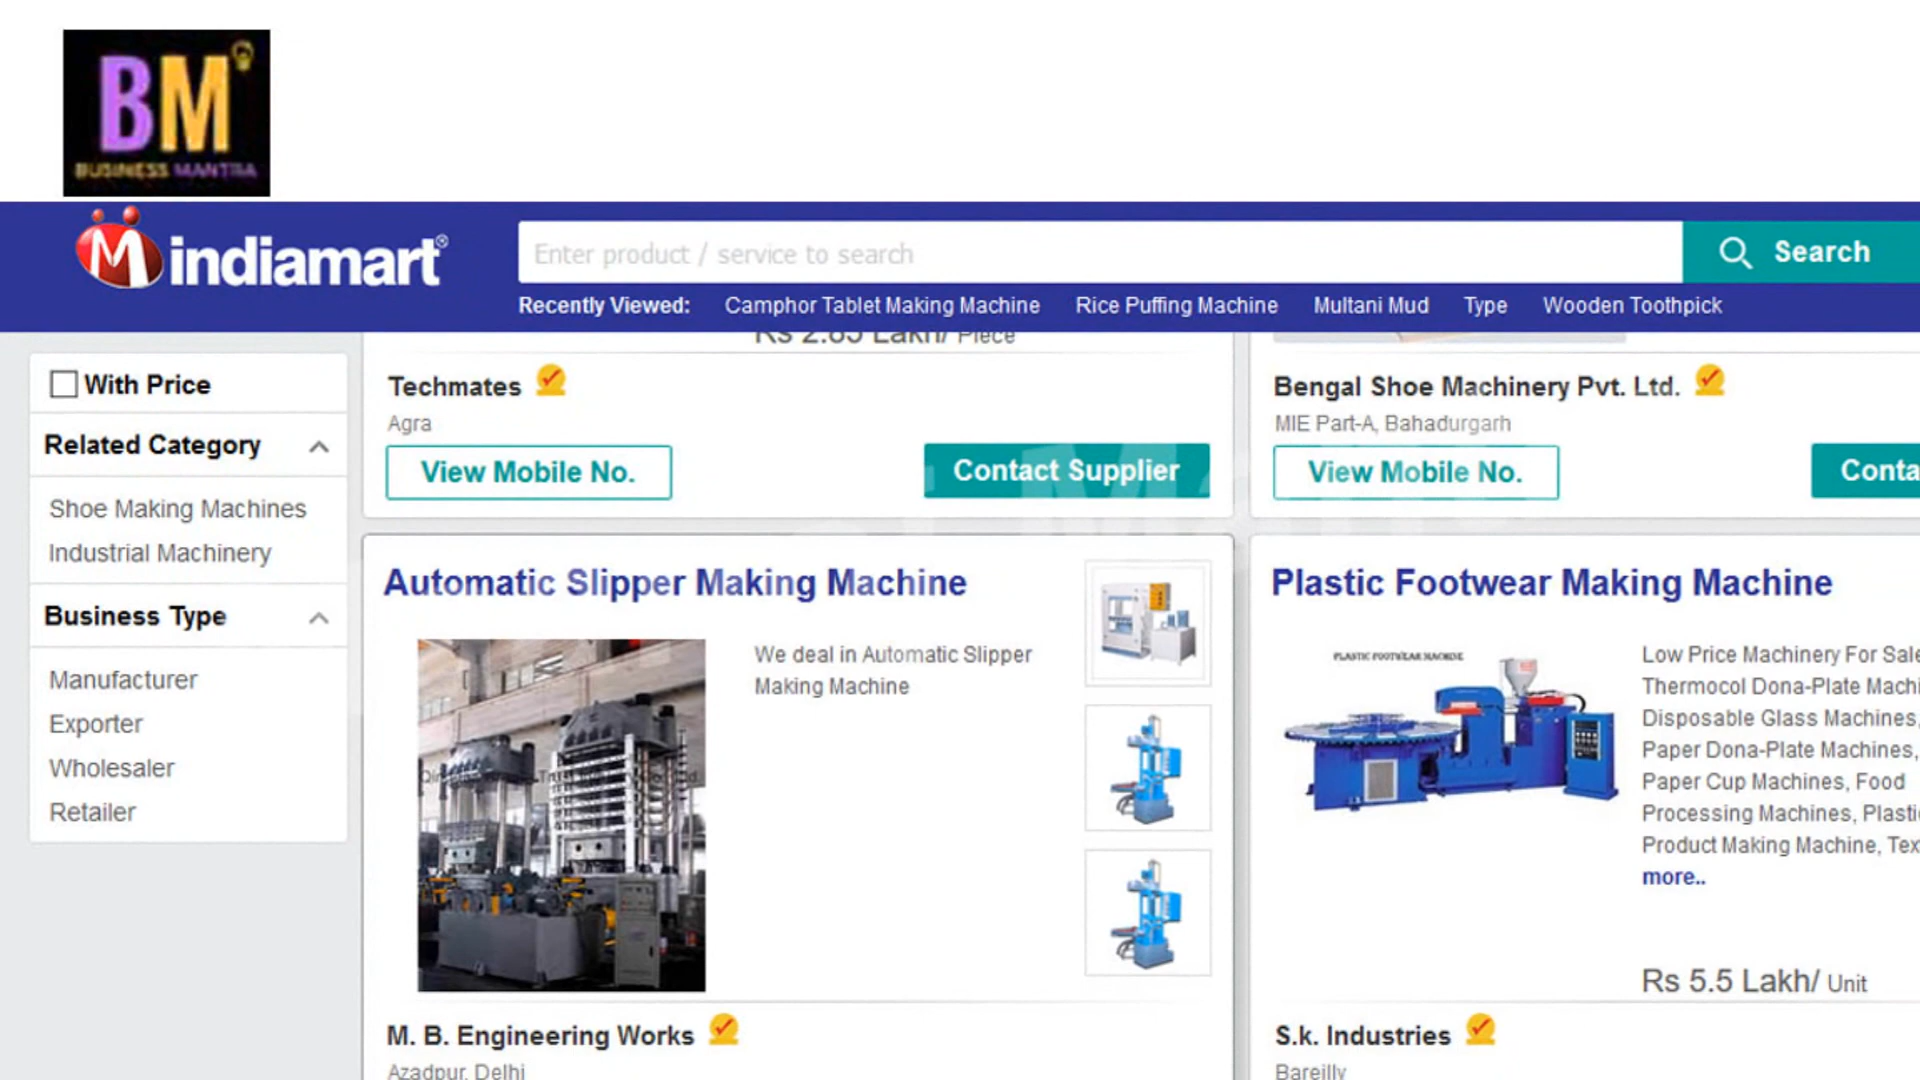 BM
BUSINESS MANTRA
indiamart®
Enter product / service to search
Search
Recently Viewed: Camphor Tablet Making Machine Rice Puffing Machine Multani Mud Type Wooden Toothpick
With Price
Related Category
Shoe Making Machines
Industrial Machinery
Business Type
Manufacturer
Exporter
Wholesaler
Retailer
Rs 2.85 Lakh/ Piece
Techmates
Agra
View Mobile No. Contact Supplier
Bengal Shoe Machinery Pvt. Ltd.
MIE Part-A, Bahadurgarh
View Mobile No. Conta
Automatic Slipper Making Machine
We deal in Automatic Slipper
Making Machine
M. B. Engineering Works
Azadpur, Delhi
Plastic Footwear Making Machine
PLASTIC FOOTWEAR MACHINE
Low Price Machinery For Sale
Thermocol Dona-Plate Machi
Disposable Glass Machines,
Paper Dona-Plate Machines,
Paper Cup Machines, Food
Processing Machines, Plasti
Product Making Machine, Tex
more..
Rs 5.5 Lakh/ Unit
S.k. Industries
Bareilly